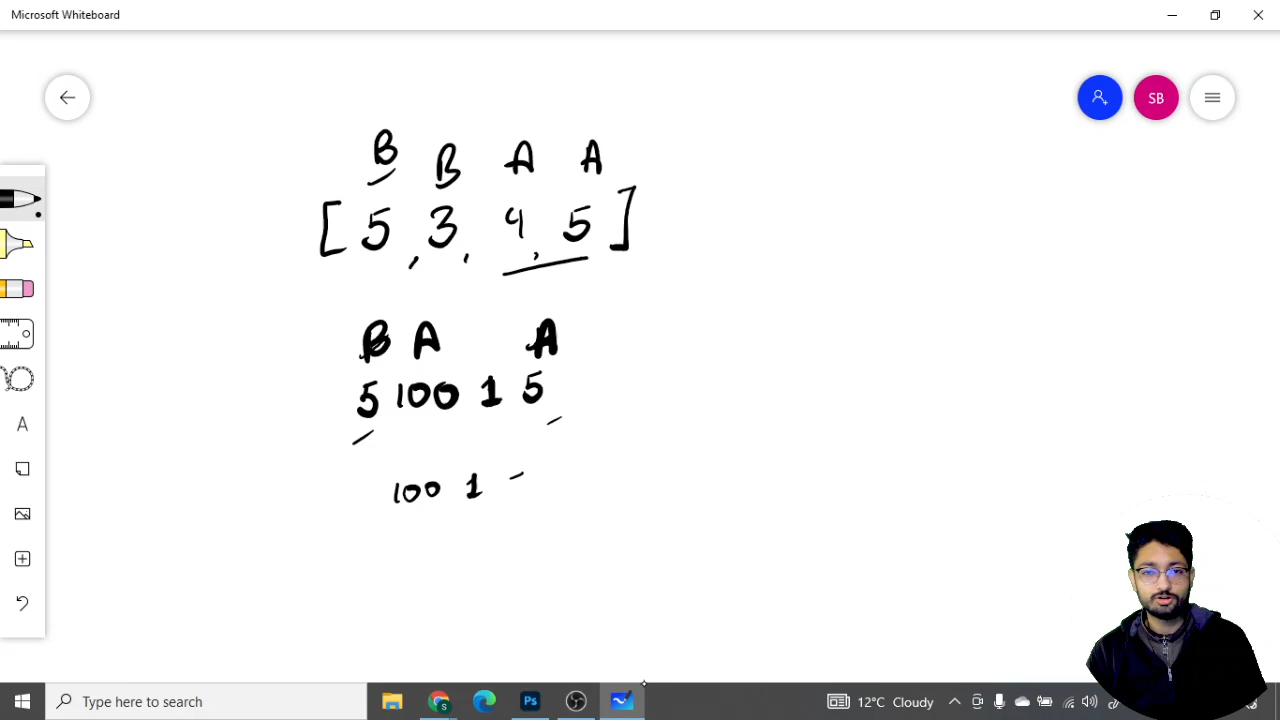 Microsoft Whiteboard
SB
B B A A
[ 5 , 3 , 4 , 5 ]
B A A
5 100 1 5
100 1
A
Type here to search
12°C Cloudy